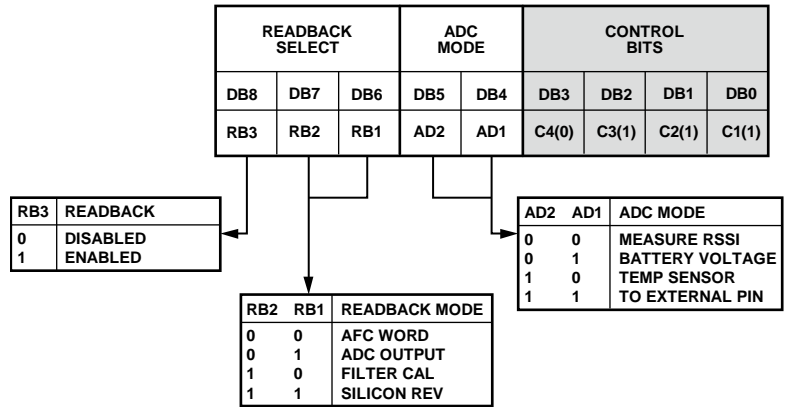 READBACK SELECT ADC MODE CONTROL BITS
DB8 DB7 DB6 DB5 DB4 DB3 DB2 DB1 DB0
RB3 RB2 RB1 AD2 AD1 C4(0) C3(1) C2(1) C1(1)
RB3 READBACK
0 DISABLED
1 ENABLED
AD2 AD1 ADC MODE
0 0 MEASURE RSSI
0 1 BATTERY VOLTAGE
1 0 TEMP SENSOR
1 1 TO EXTERNAL PIN
RB2 RB1 READBACK MODE
0 0 AFC WORD
0 1 ADC OUTPUT
1 0 FILTER CAL
1 1 SILICON REV